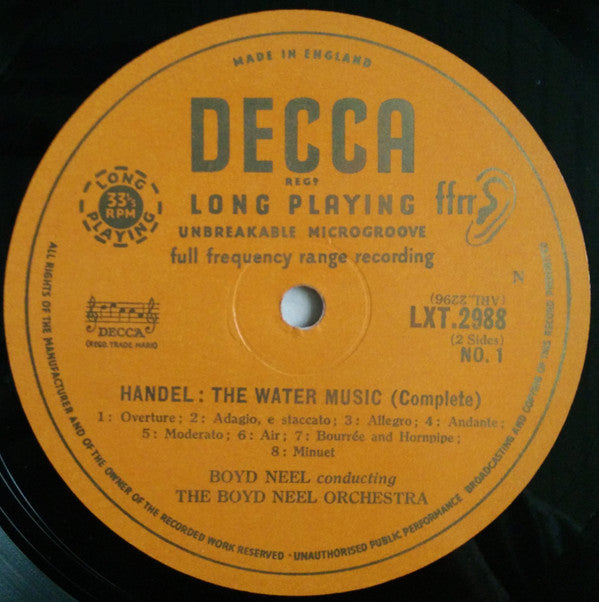 MADE IN ENGLAND
DECCA
REGD
LONG PLAYING
UNBREAKABLE MICROGROOVE
full frequency range recording
LONG
33⅓
RPM
PLAYING
ffrr
DECCA
(REGD. TRADE MARK)
N
(ARL.2296)
LXT.2988
(2 Sides)
NO. 1
HANDEL: THE WATER MUSIC (Complete)
1: Overture; 2: Adagio, e staccato; 3: Allegro; 4: Andante;
5: Moderato; 6: Air; 7: Bourrée and Hornpipe;
8: Minuet
BOYD NEEL conducting
THE BOYD NEEL ORCHESTRA
ALL RIGHTS OF THE MANUFACTURER AND OF THE OWNER OF THE RECORDED WORK RESERVED · UNAUTHORISED PUBLIC PERFORMANCE BROADCASTING AND COPYING OF THIS RECORD PROHIBITED